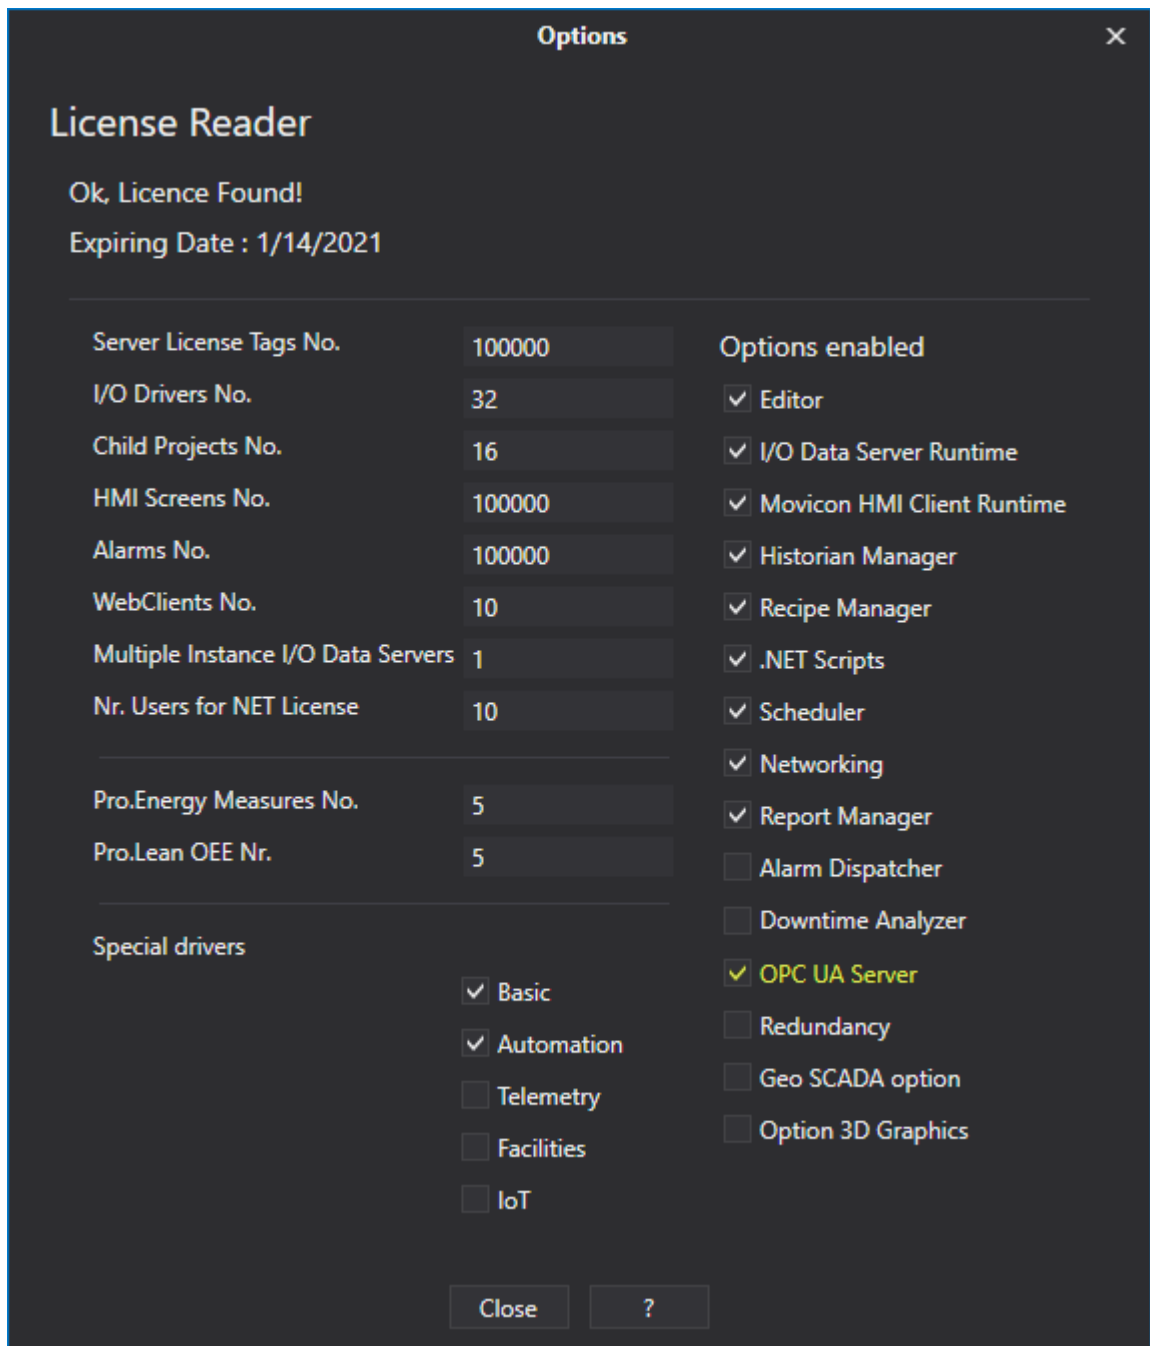 Options
License Reader
Ok, Licence Found!
Expiring Date : 1/14/2021
Server License Tags No. 100000
I/O Drivers No. 32
Child Projects No. 16
HMI Screens No. 100000
Alarms No. 100000
WebClients No. 10
Multiple Instance I/O Data Servers 1
Nr. Users for NET License 10
Pro.Energy Measures No. 5
Pro.Lean OEE Nr. 5
Special drivers
Basic
Automation
Telemetry
Facilities
IoT
Options enabled
Editor
I/O Data Server Runtime
Movicon HMI Client Runtime
Historian Manager
Recipe Manager
.NET Scripts
Scheduler
Networking
Report Manager
Alarm Dispatcher
Downtime Analyzer
OPC UA Server
Redundancy
Geo SCADA option
Option 3D Graphics
Close ?